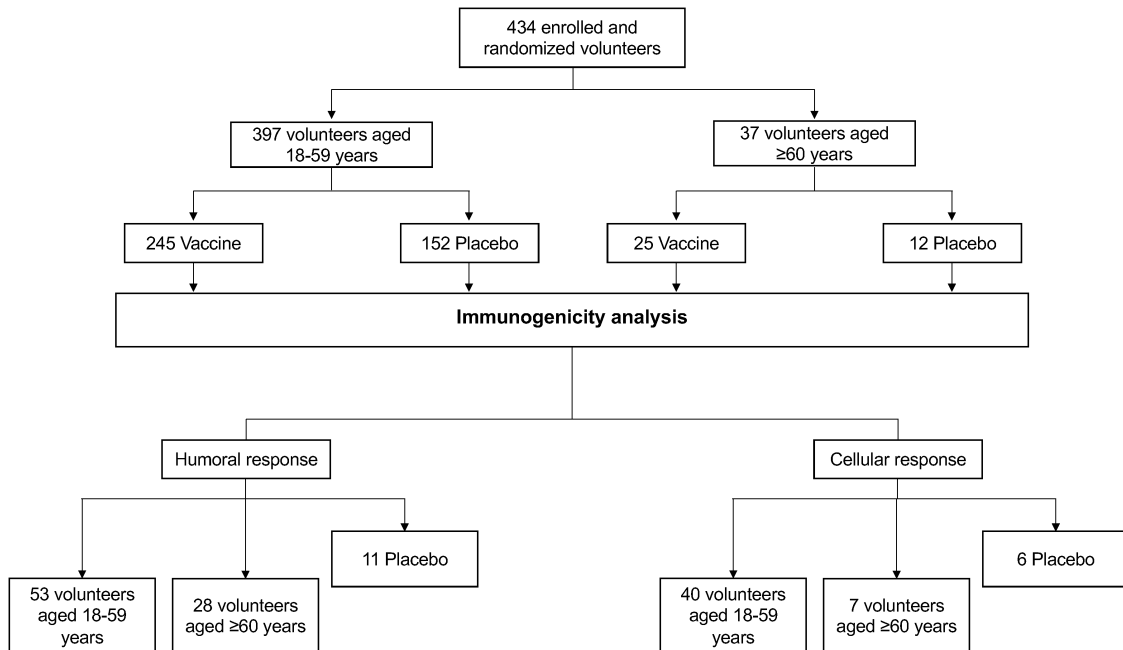 434 enrolled and
randomized volunteers
397 volunteers aged
18-59 years
37 volunteers aged
≥60 years
245 Vaccine
152 Placebo
25 Vaccine
12 Placebo
Immunogenicity analysis
Humoral response
Cellular response
53 volunteers
aged 18-59
years
28 volunteers
aged ≥60 years
11 Placebo
40 volunteers
aged 18-59
years
7 volunteers
aged ≥60 years
6 Placebo